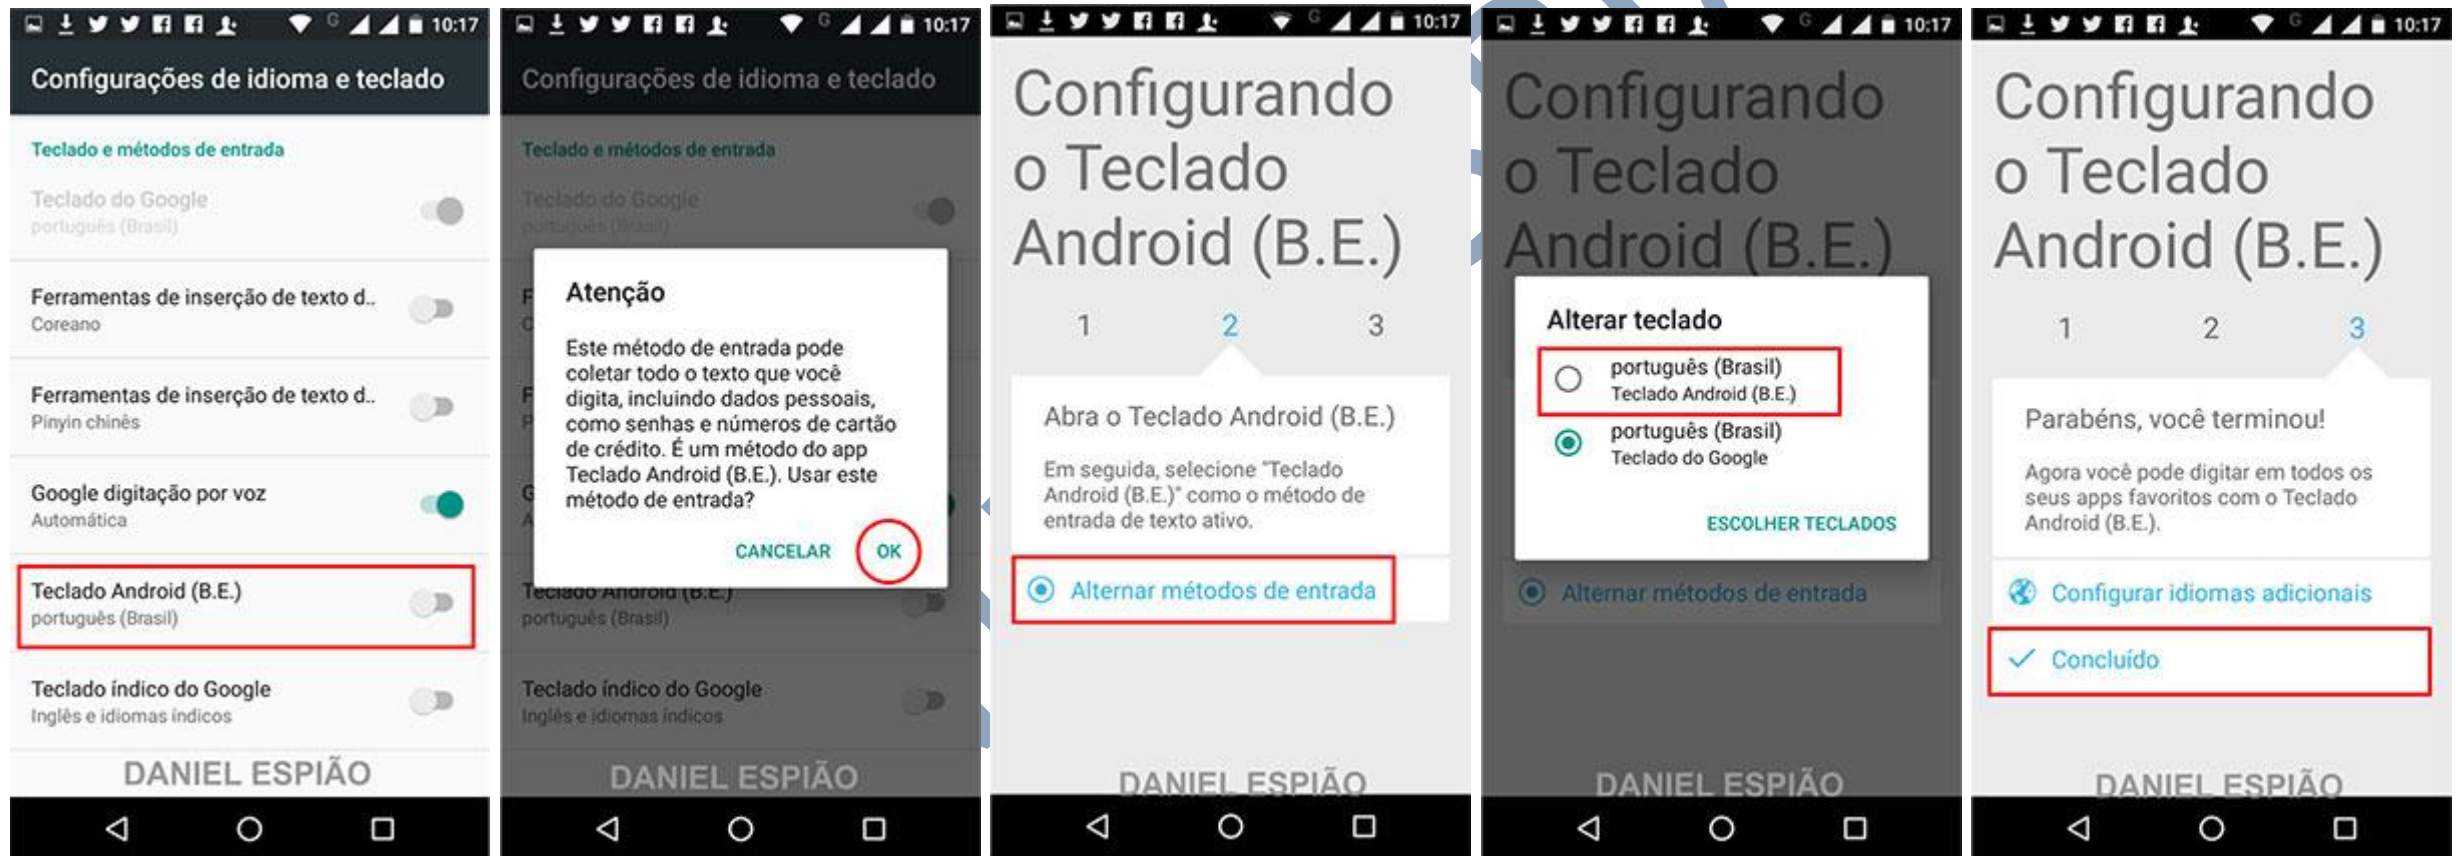 10:17
Configurações de idioma e teclado
Teclado e métodos de entrada
Teclado do Google
português (Brasil)
Ferramentas de inserção de texto d..
Coreano
Ferramentas de inserção de texto d..
Pinyin chinês
Google digitação por voz
Automática
Teclado Android (B.E.)
português (Brasil)
Teclado índico do Google
Inglês e idiomas índicos
DANIEL ESPIÃO
G 10:17
Configurações de idioma e teclado
Teclado e métodos de entrada
Teclado do Google
português (Brasil)
Atenção
Este método de entrada pode
coletar todo o texto que você
digita, incluindo dados pessoais,
como senhas e números de cartão
de crédito. É um método do app
Teclado Android (B.E.). Usar este
método de entrada?
CANCELAR OK
Teclado Android (B.E.)
português (Brasil)
Teclado índico do Google
Inglês e idiomas índicos
DANIEL ESPIÃO
G 10:17
Configurando
o Teclado
Android (B.E.)
1 2 3
Abra o Teclado Android (B.E.)
Em seguida, selecione "Teclado
Android (B.E.)" como o método de
entrada de texto ativo.
Alternar métodos de entrada
DANIEL ESPIÃO
G 10:17
Configurando
o Teclado
Android (B.E.)
Alterar teclado
português (Brasil)
Teclado Android (B.E.)
português (Brasil)
Teclado do Google
ESCOLHER TECLADOS
Alternar métodos de entrada
DANIEL ESPIÃO
G 10:17
Configurando
o Teclado
Android (B.E.)
1 2 3
Parabéns, você terminou!
Agora você pode digitar em todos os
seus apps favoritos com o Teclado
Android (B.E.).
Configurar idiomas adicionais
Concluído
DANIEL ESPIÃO